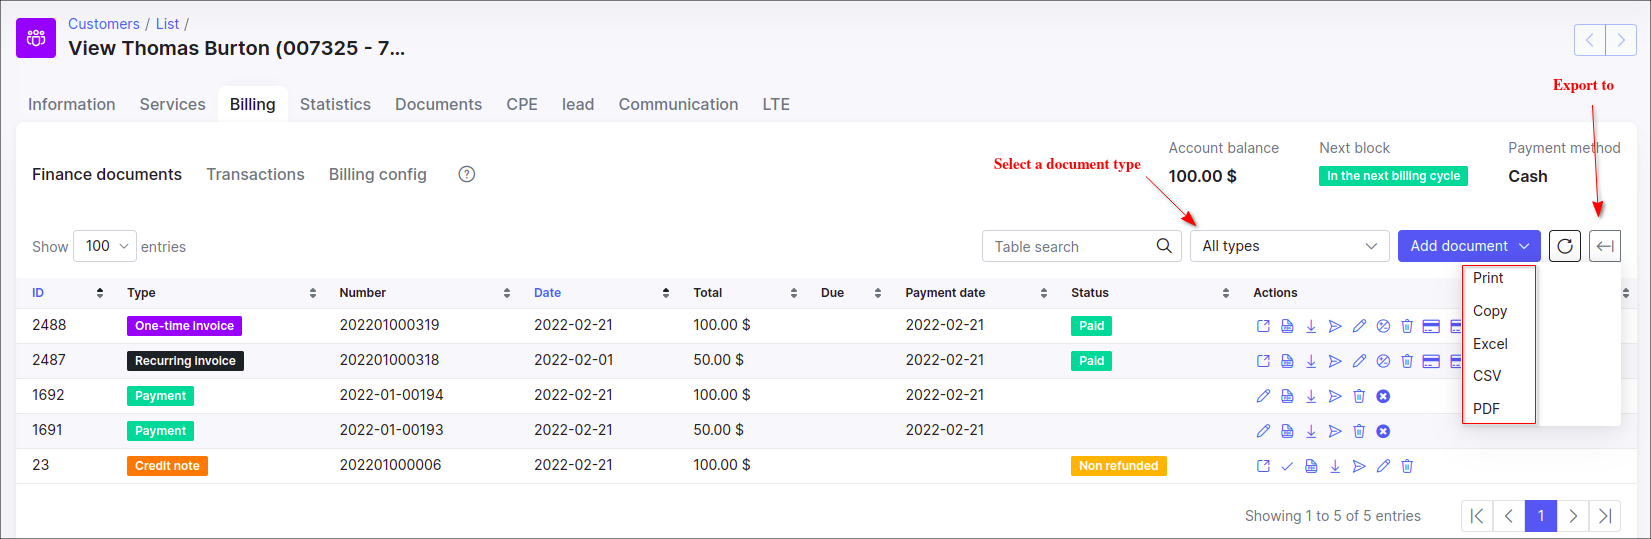 Customers / List /
View Thomas Burton (007325 - 7...
Export to
Information Services Billing Statistics Documents CPE lead Communication LTE
Account balance Next block Payment method
Select a document type
100.00 $ In the next billing cycle Cash
Finance documents Transactions Billing config ?
Show 100 entries Table search All types Add document
ID Type Number Date Total Due Payment date Status Actions
2488 One-time invoice 202201000319 2022-02-21 100.00 $ 2022-02-21 Paid
2487 Recurring invoice 202201000318 2022-02-01 50.00 $ 2022-02-21 Paid
1692 Payment 2022-01-00194 2022-02-21 100.00 $ 2022-02-21
1691 Payment 2022-01-00193 2022-02-21 50.00 $ 2022-02-21
23 Credit note 202201000006 2022-02-21 100.00 $ Non refunded
Print
Copy
Excel
CSV
PDF
Showing 1 to 5 of 5 entries 1